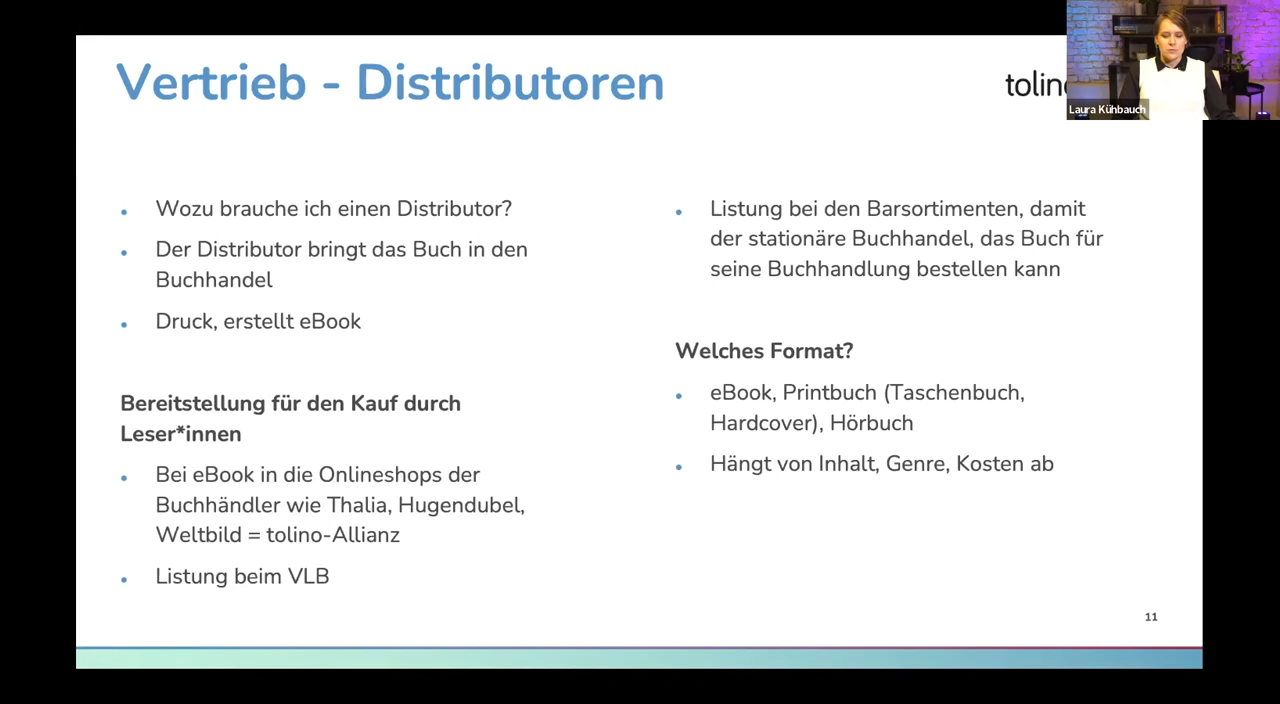 Vertrieb - Distributoren
Laura Kühbauch
Wozu brauche ich einen Distributor?
Der Distributor bringt das Buch in den
Buchhandel
Druck, erstellt eBook
Bereitstellung für den Kauf durch
Leser*innen
Bei eBook in die Onlineshops der
Buchhändler wie Thalia, Hugendubel,
Weltbild = tolino-Allianz
Listung beim VLB
Listung bei den Barsortimenten, damit
der stationäre Buchhandel, das Buch für
seine Buchhandlung bestellen kann
Welches Format?
eBook, Printbuch (Taschenbuch,
Hardcover), Hörbuch
Hängt von Inhalt, Genre, Kosten ab
11